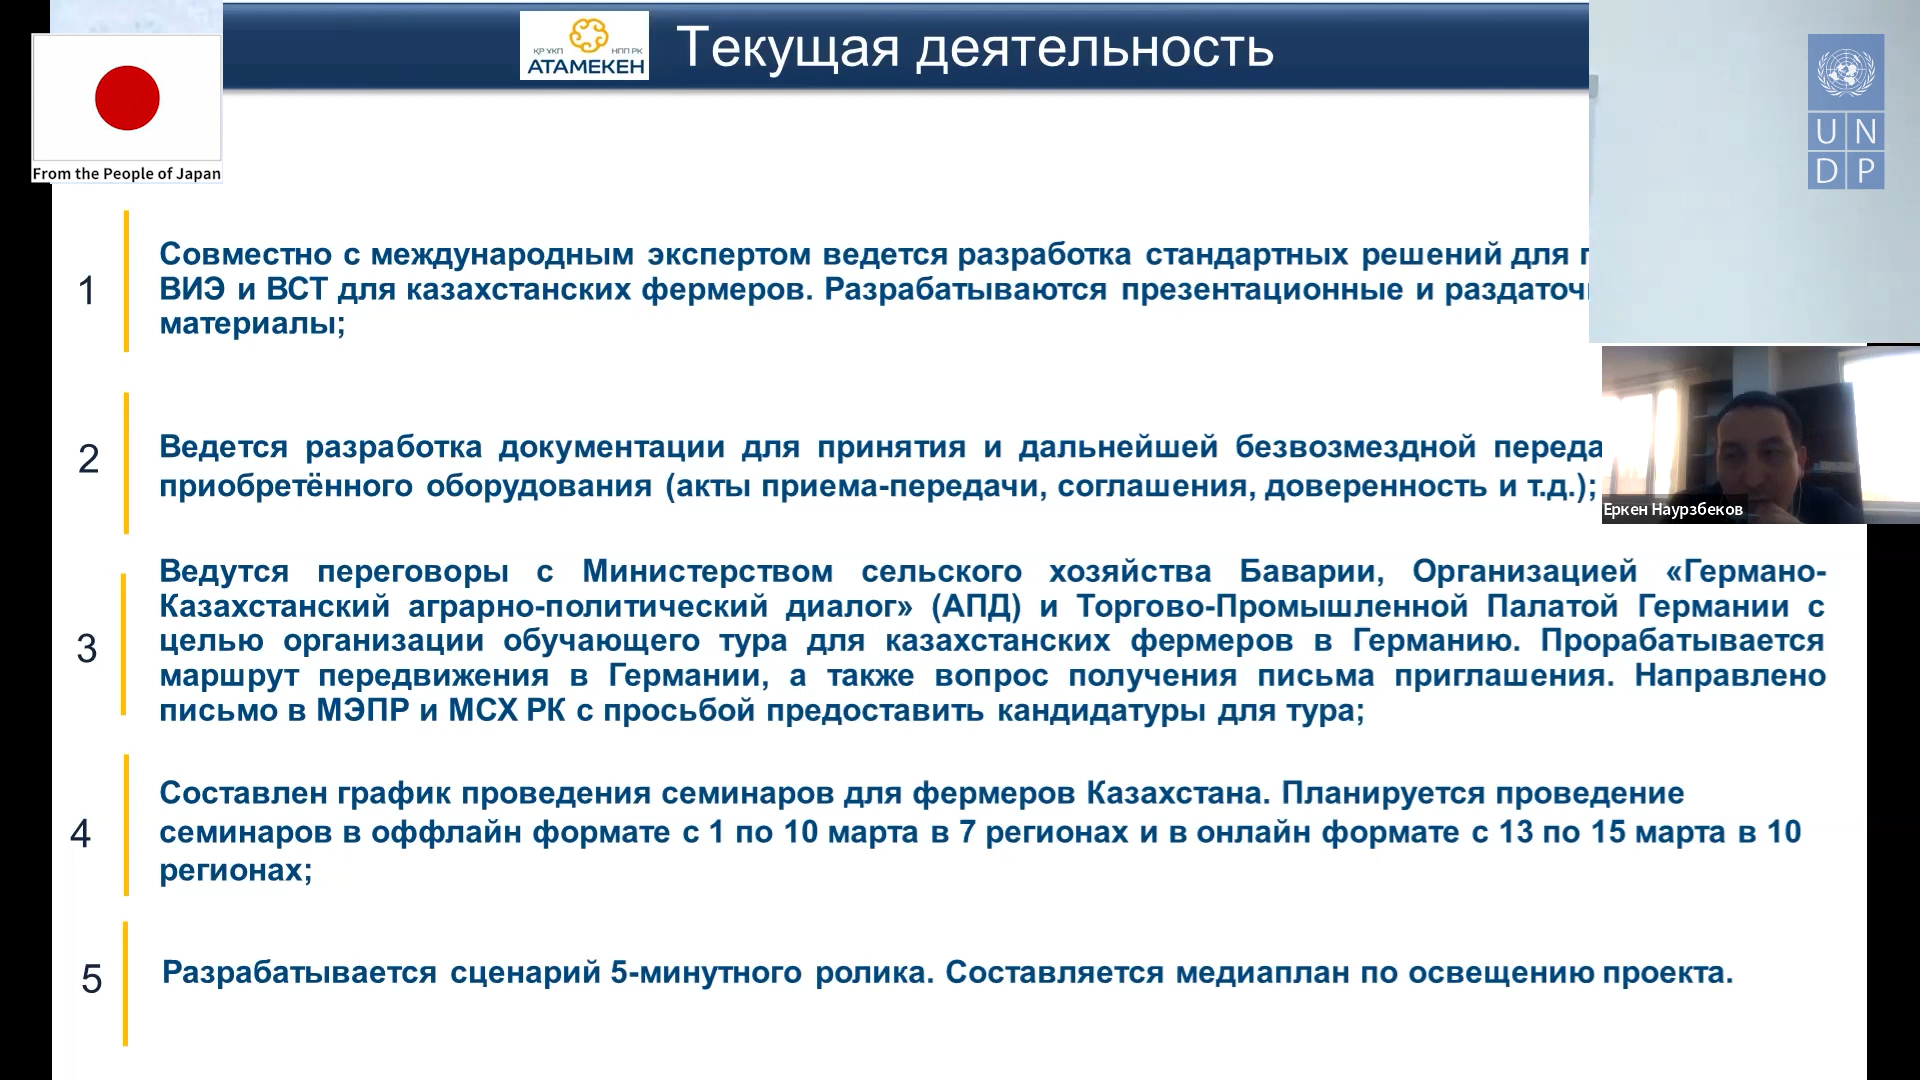 ҚР ҰКП НПП РК
АТАМЕКЕН
Текущая деятельность
From the People of Japan
U N
D P
1
Совместно с международным экспертом ведется разработка стандартных решений для
ВИЭ и ВСТ для казахстанских фермеров. Разрабатываются презентационные и
материалы;
2
Ведется разработка документации для принятия и дальнейшей безвозмездной
приобретённого оборудования (акты приема-передачи, соглашения, доверенность и т.д.);
Еркен Наурзбеков
3
Ведутся переговоры с Министерством сельского хозяйства Баварии, Организацией «Германо-
Казахстанский аграрно-политический диалог» (АПД) и Торгово-Промышленной Палатой Германии с
целью организации обучающего тура для казахстанских фермеров в Германию. Прорабатывается
маршрут передвижения в Германии, а также вопрос получения письма приглашения. Направлено
письмо в МЭПР и МСХ РК с просьбой предоставить кандидатуры для тура;
4
Составлен график проведения семинаров для фермеров Казахстана. Планируется проведение
семинаров в оффлайн формате с 1 по 10 марта в 7 регионах и в онлайн формате с 13 по 15 марта в 10
регионах;
5
Разрабатывается сценарий 5-минутного ролика. Составляется медиаплан по освещению проекта.